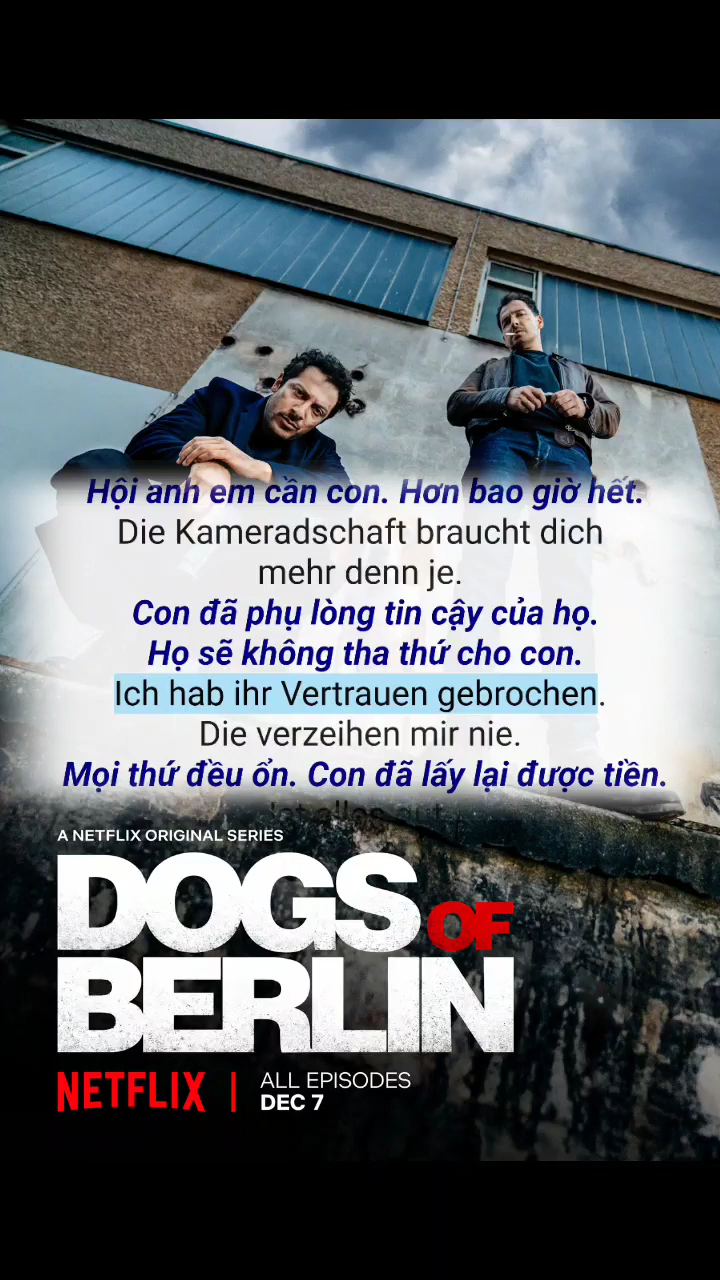 Hội anh em cần con. Hơn bao giờ hết.
Die Kameradschaft braucht dich
mehr denn je.
Con đã phụ lòng tin cậy của họ.
Họ sẽ không tha thứ cho con.
Ich hab ihr Vertrauen gebrochen.
Die verzeihen mir nie.
Mọi thứ đều ổn. Con đã lấy lại được tiền.
Ist alles gut
A NETFLIX ORIGINAL SERIES
DOGS OF
BERLIN
NETFLIX | ALL EPISODES
DEC 7